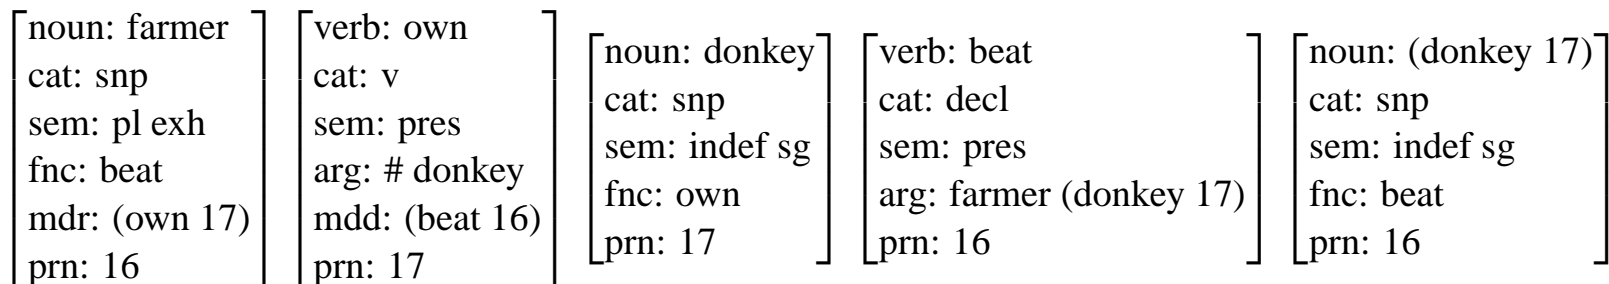 noun: farmer
cat: snp
sem: pl exh
fnc: beat
mdr: (own 17)
prn: 16
verb: own
cat: v
sem: pres
arg: # donkey
mdd: (beat 16)
prn: 17
noun: donkey
cat: snp
sem: indef sg
fnc: own
prn: 17
verb: beat
cat: decl
sem: pres
arg: farmer (donkey 17)
prn: 16
noun: (donkey 17)
cat: snp
sem: indef sg
fnc: beat
prn: 16